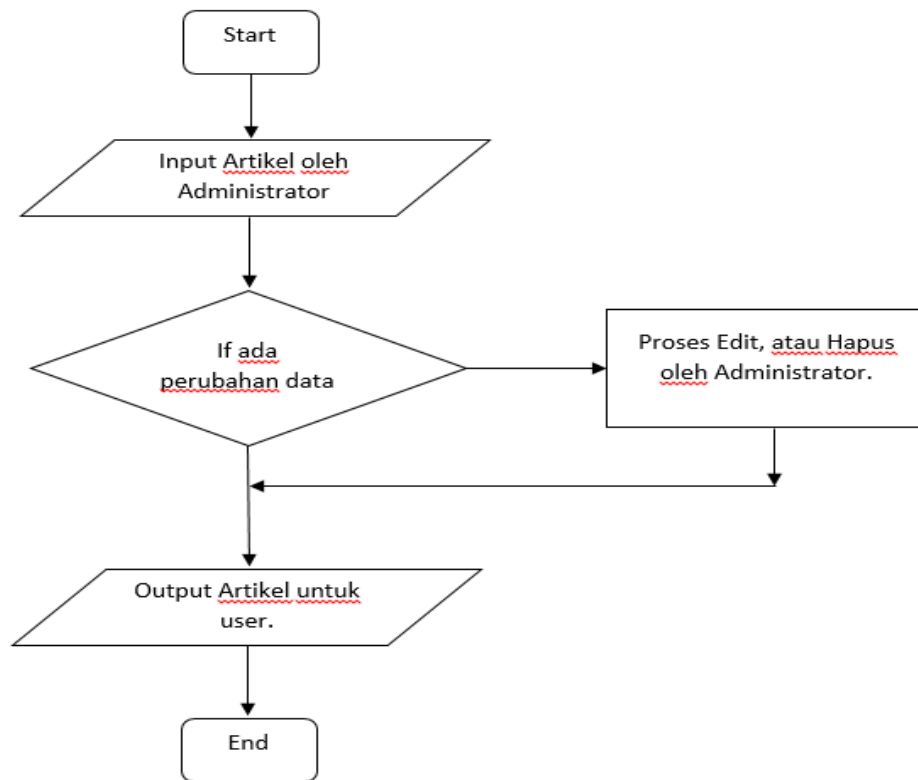 Start
Input Artikel oleh
Administrator
If ada
perubahan data
Proses Edit, atau Hapus
oleh Administrator.
Output Artikel untuk
user.
End